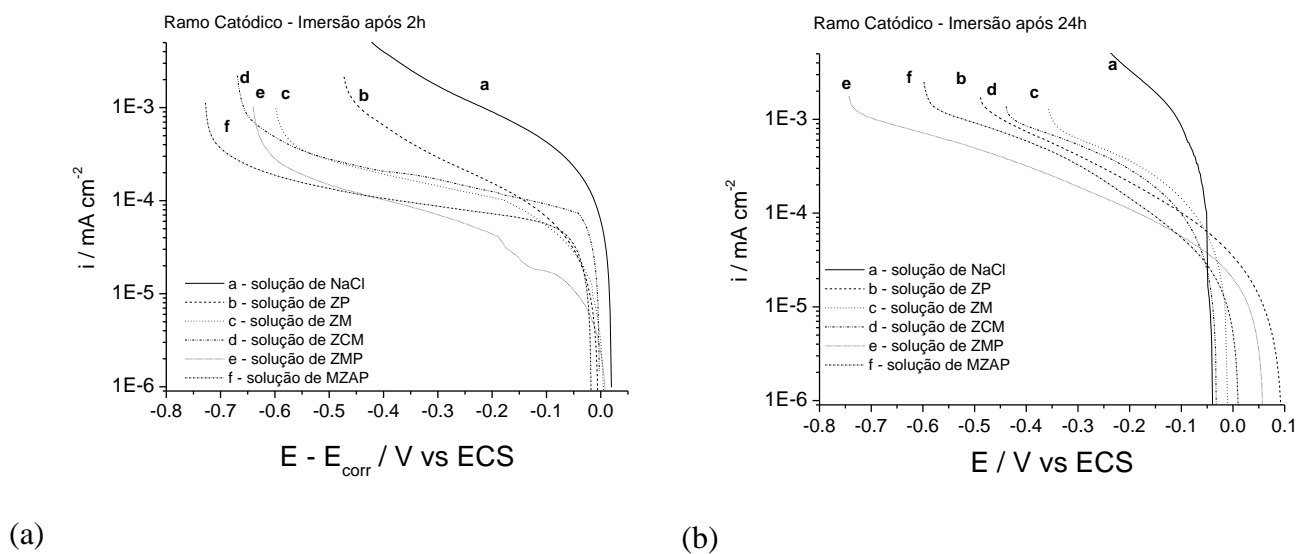 Ramo Catódico - Imersão após 2h
a
b
c
d
e
f
1E-3
1E-4
1E-5
1E-6
i / mA cm-2
a - solução de NaCl
b - solução de ZP
c - solução de ZM
d - solução de ZCM
e - solução de ZMP
f - solução de MZAP
-0.8 -0.7 -0.6 -0.5 -0.4 -0.3 -0.2 -0.1 0.0
E - Ecorr / V vs ECS
(a)
Ramo Catódico - Imersão após 24h
a
e
f
b
d
c
1E-3
1E-4
1E-5
1E-6
i / mA cm-2
a - solução de NaCl
b - solução de ZP
c - solução de ZM
d - solução de ZCM
e - solução de ZMP
f - solução de MZAP
-0.8 -0.7 -0.6 -0.5 -0.4 -0.3 -0.2 -0.1 0.0 0.1
E / V vs ECS
(b)